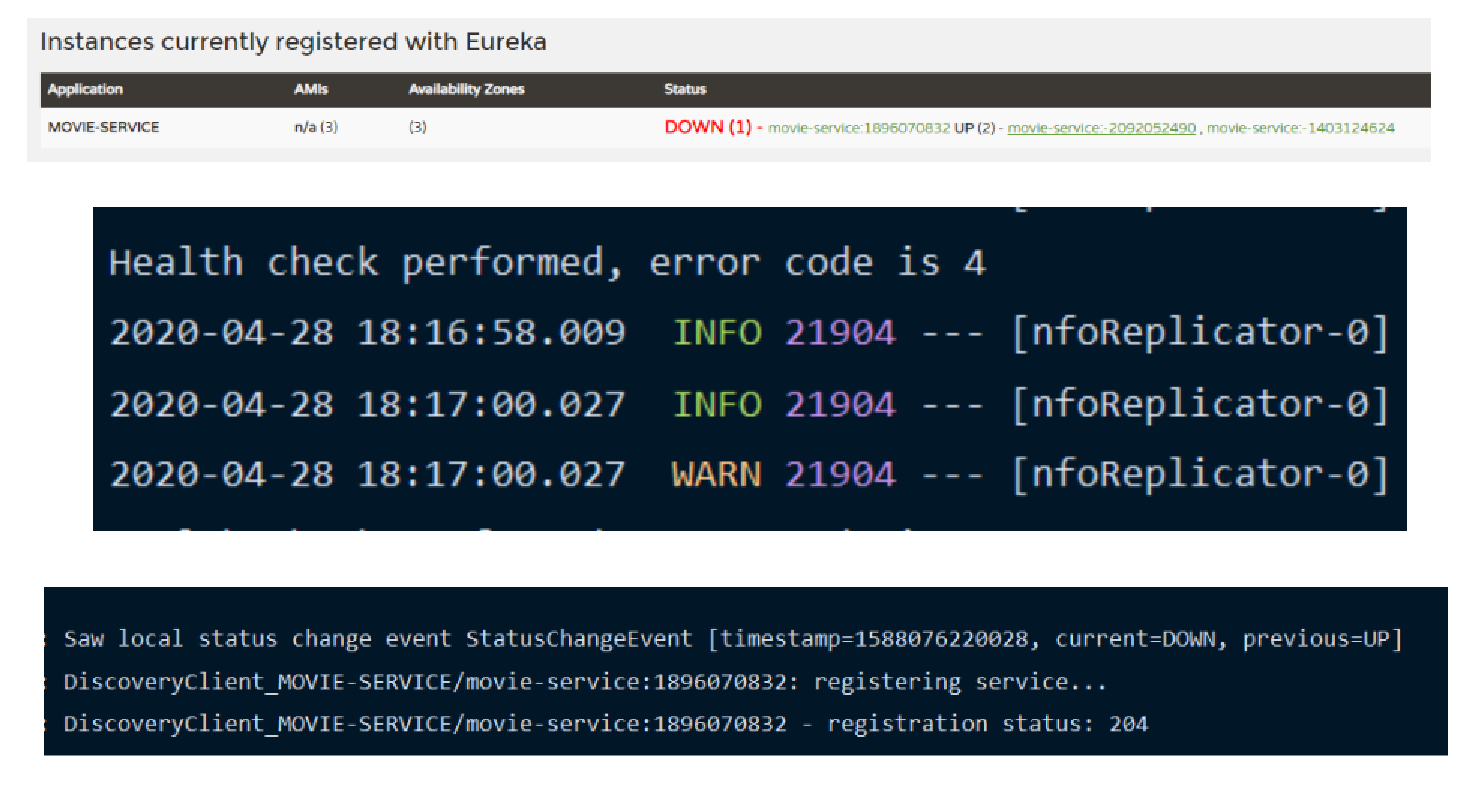 Instances currently registered with Eureka
Application AMIs Availability Zones Status
MOVIE-SERVICE n/a (3) (3) DOWN (1) - movie-service:1896070832 UP (2) - movie-service:-2092052490 , movie-service:-1403124624
Health check performed, error code is 4
2020-04-28 18:16:58.009 INFO 21904 --- [nfoReplicator-0]
2020-04-28 18:17:00.027 INFO 21904 --- [nfoReplicator-0]
2020-04-28 18:17:00.027 WARN 21904 --- [nfoReplicator-0]
: Saw local status change event StatusChangeEvent [timestamp=1588076220028, current=DOWN, previous=UP]
: DiscoveryClient_MOVIE-SERVICE/movie-service:1896070832: registering service...
: DiscoveryClient_MOVIE-SERVICE/movie-service:1896070832 - registration status: 204